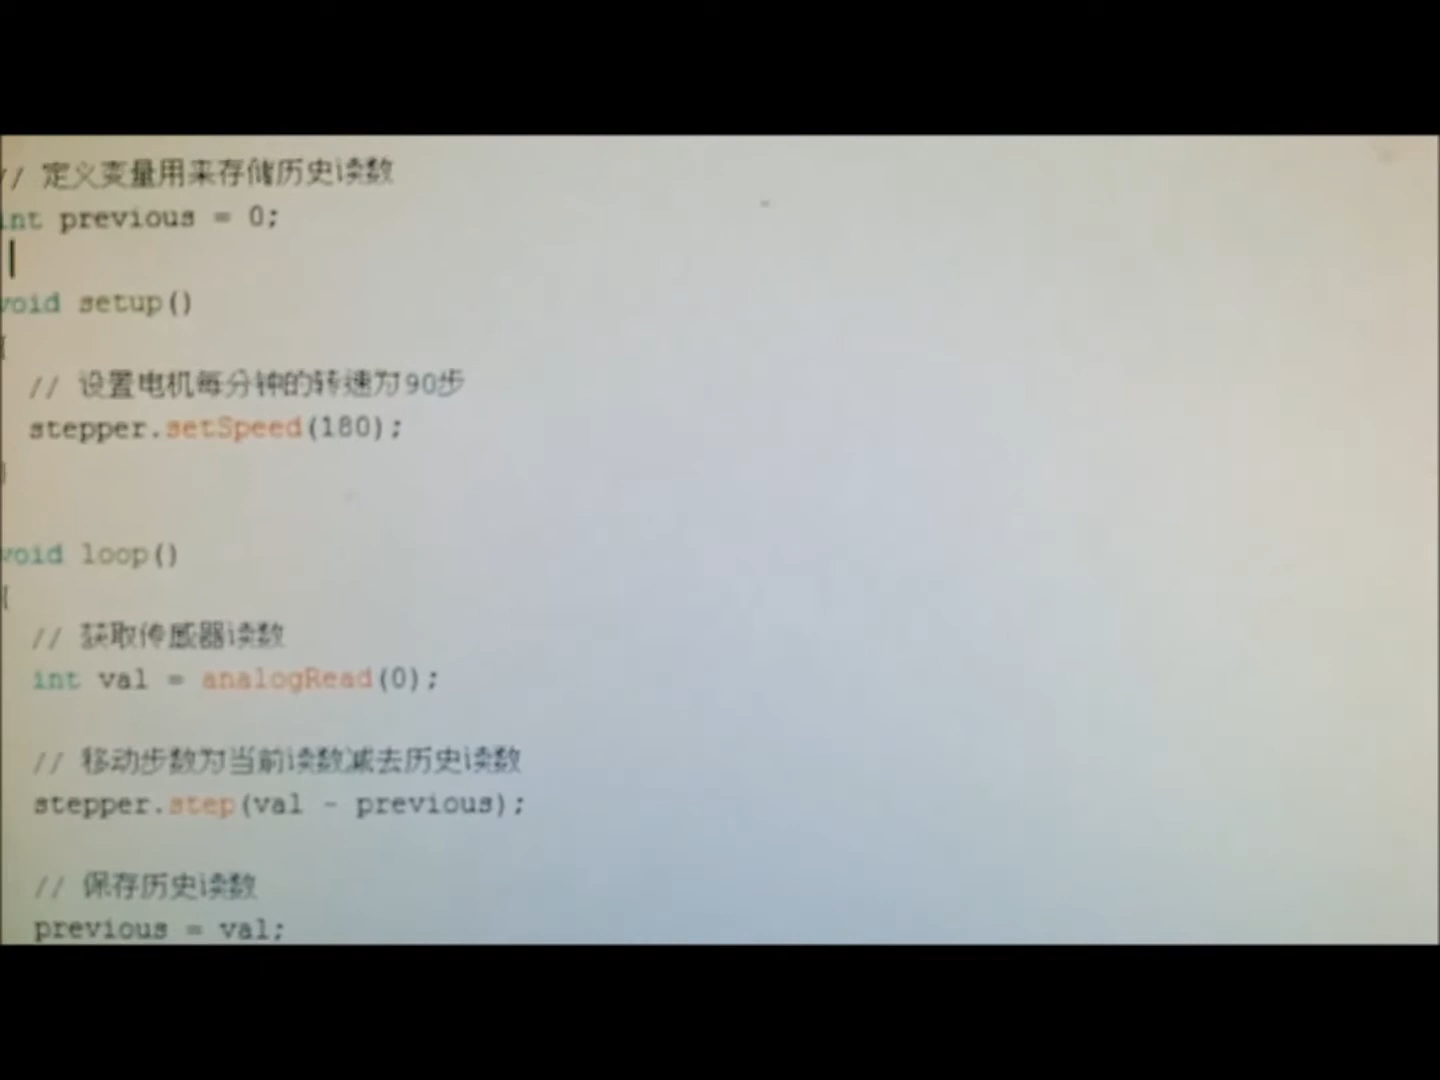 // 定义变量用来存储历史读数
int previous = 0;
void setup()
{
// 设置电机每分钟的转速为90步
stepper.setSpeed(180);
}
void loop()
{
// 获取传感器读数
int val = analogRead(0);
// 移动步数为当前读数减去历史读数
stepper.step(val - previous);
// 保存历史读数
previous = val;